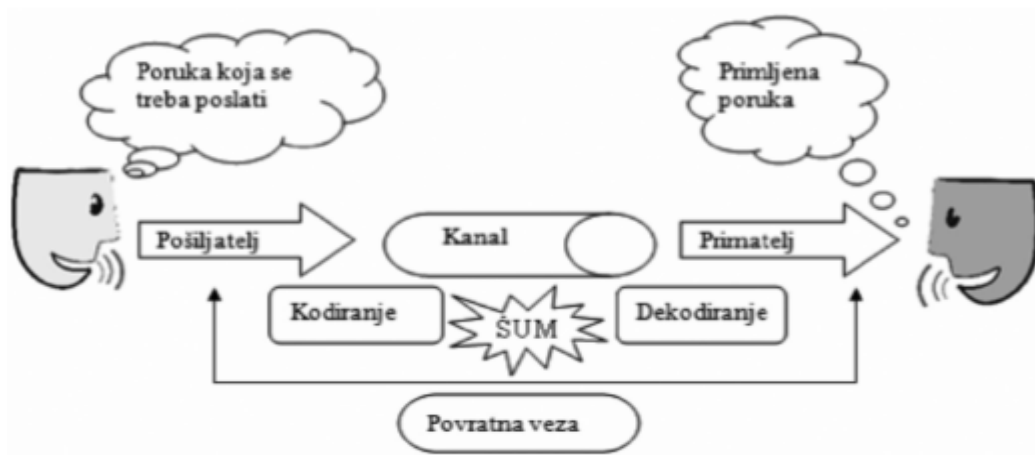 Poruka koja se
treba poslati
Primljena
poruka
Pošiljatelj
Kanal
Primatelj
Kodiranje
ŠUM
Dekodiranje
Povratna veza